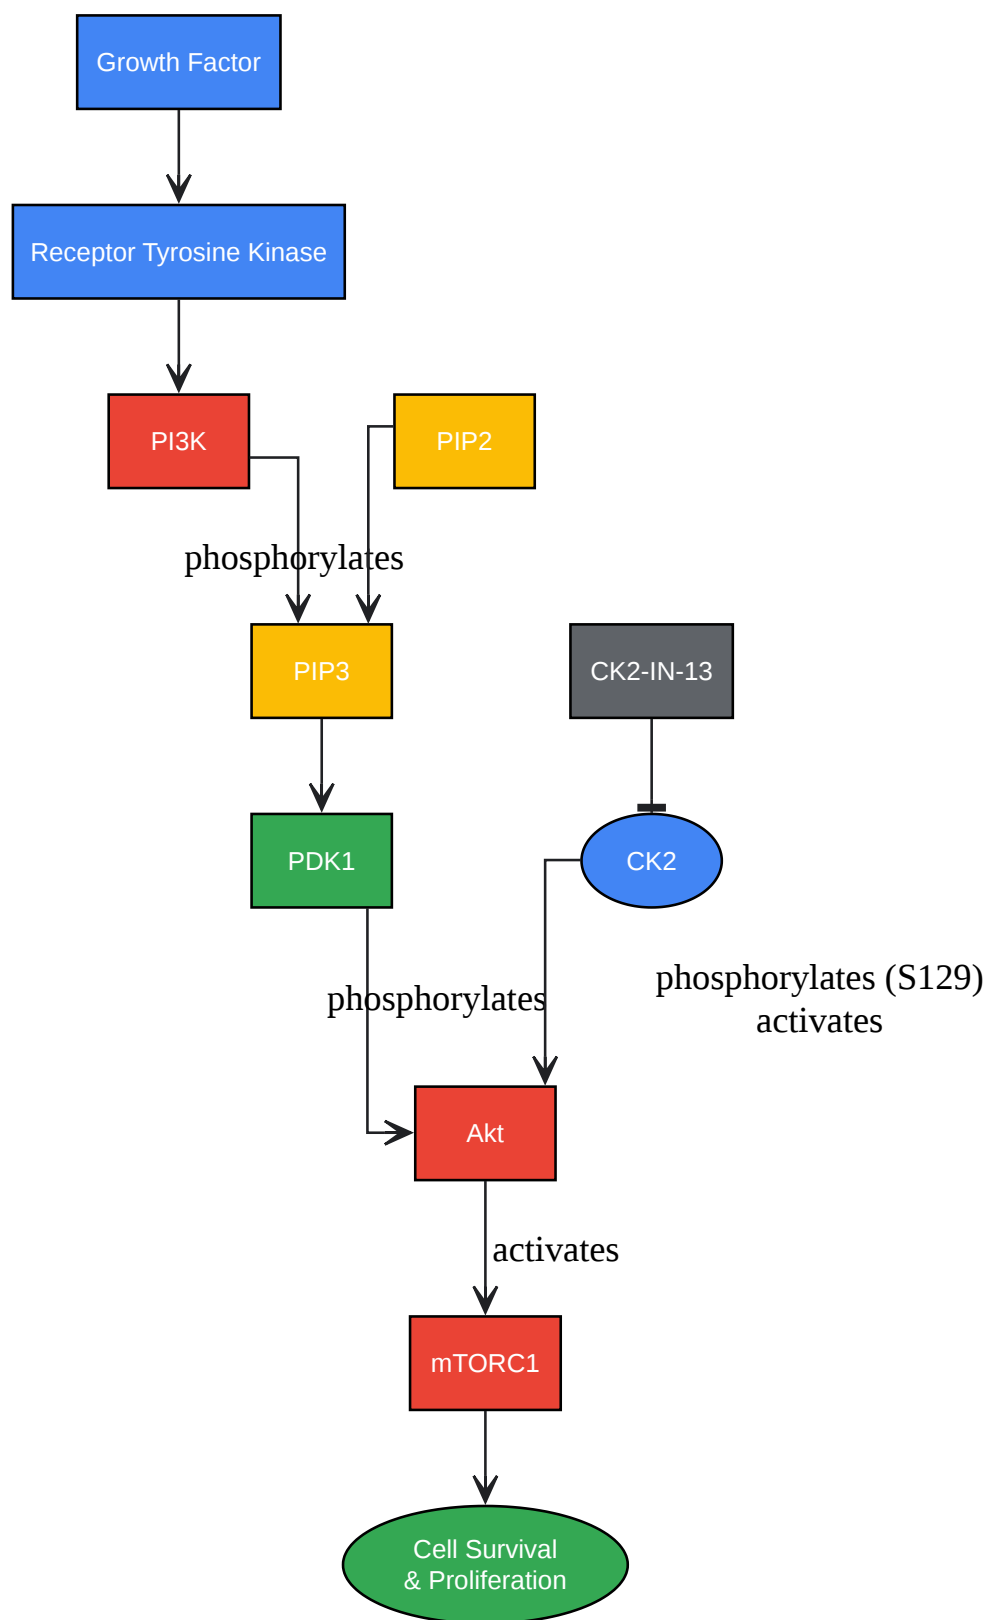 Growth Factor
Receptor Tyrosine Kinase
PI3K
PIP2
phosphorylates
PIP3
CK2-IN-13
PDK1
CK2
phosphorylates
phosphorylates (S129)
activates
Akt
activates
mTORC1
Cell Survival
& Proliferation